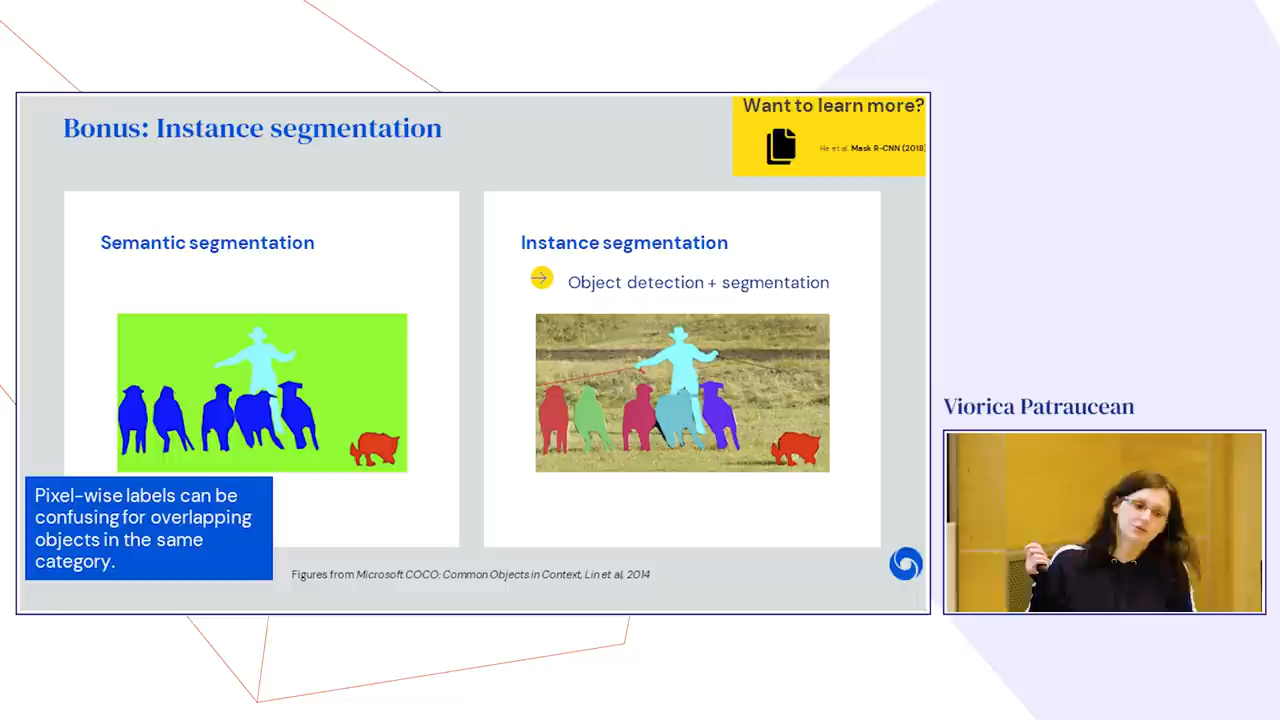 Bonus: Instance segmentation
Want to learn more?
He et al. Mask R-CNN (2018)
Semantic segmentation
Instance segmentation
Object detection + segmentation
Pixel-wise labels can be
confusing for overlapping
objects in the same
category.
Figures from Microsoft COCO: Common Objects in Context, Lin et al, 2014
Viorica Patraucean